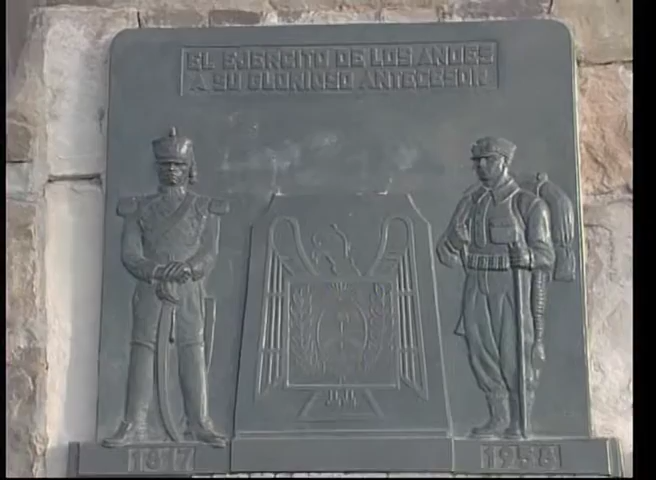 EL EJERCITO DE LOS ANDES
A SU GLORIOSO ANTECESOR
1817